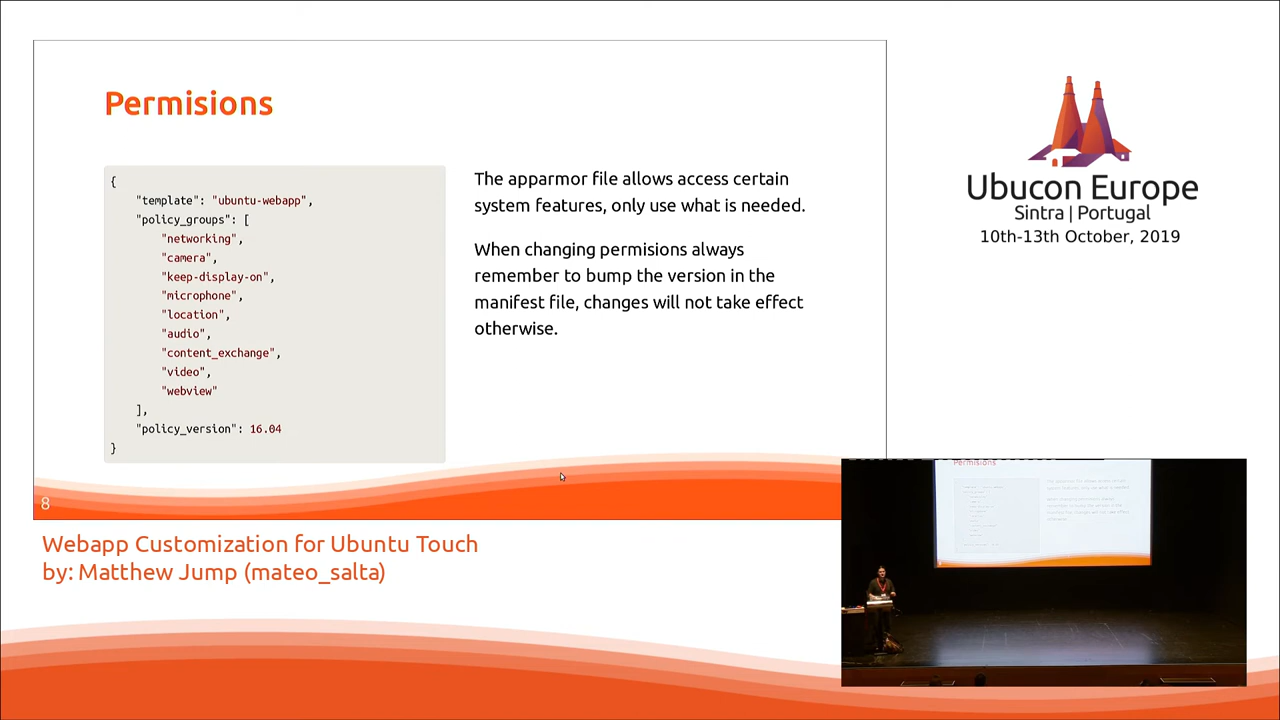 Permisions
{
"template": "ubuntu-webapp",
"policy_groups": [
"networking",
"camera",
"keep-display-on",
"microphone",
"location",
"audio",
"content_exchange",
"video",
"webview"
],
"policy_version": 16.04
}
The apparmor file allows access certain
system features, only use what is needed.
When changing permisions always
remember to bump the version in the
manifest file, changes will not take effect
otherwise.
8
Webapp Customization for Ubuntu Touch
by: Matthew Jump (mateo_salta)
Ubucon Europe
Sintra | Portugal
10th-13th October, 2019
Permisions